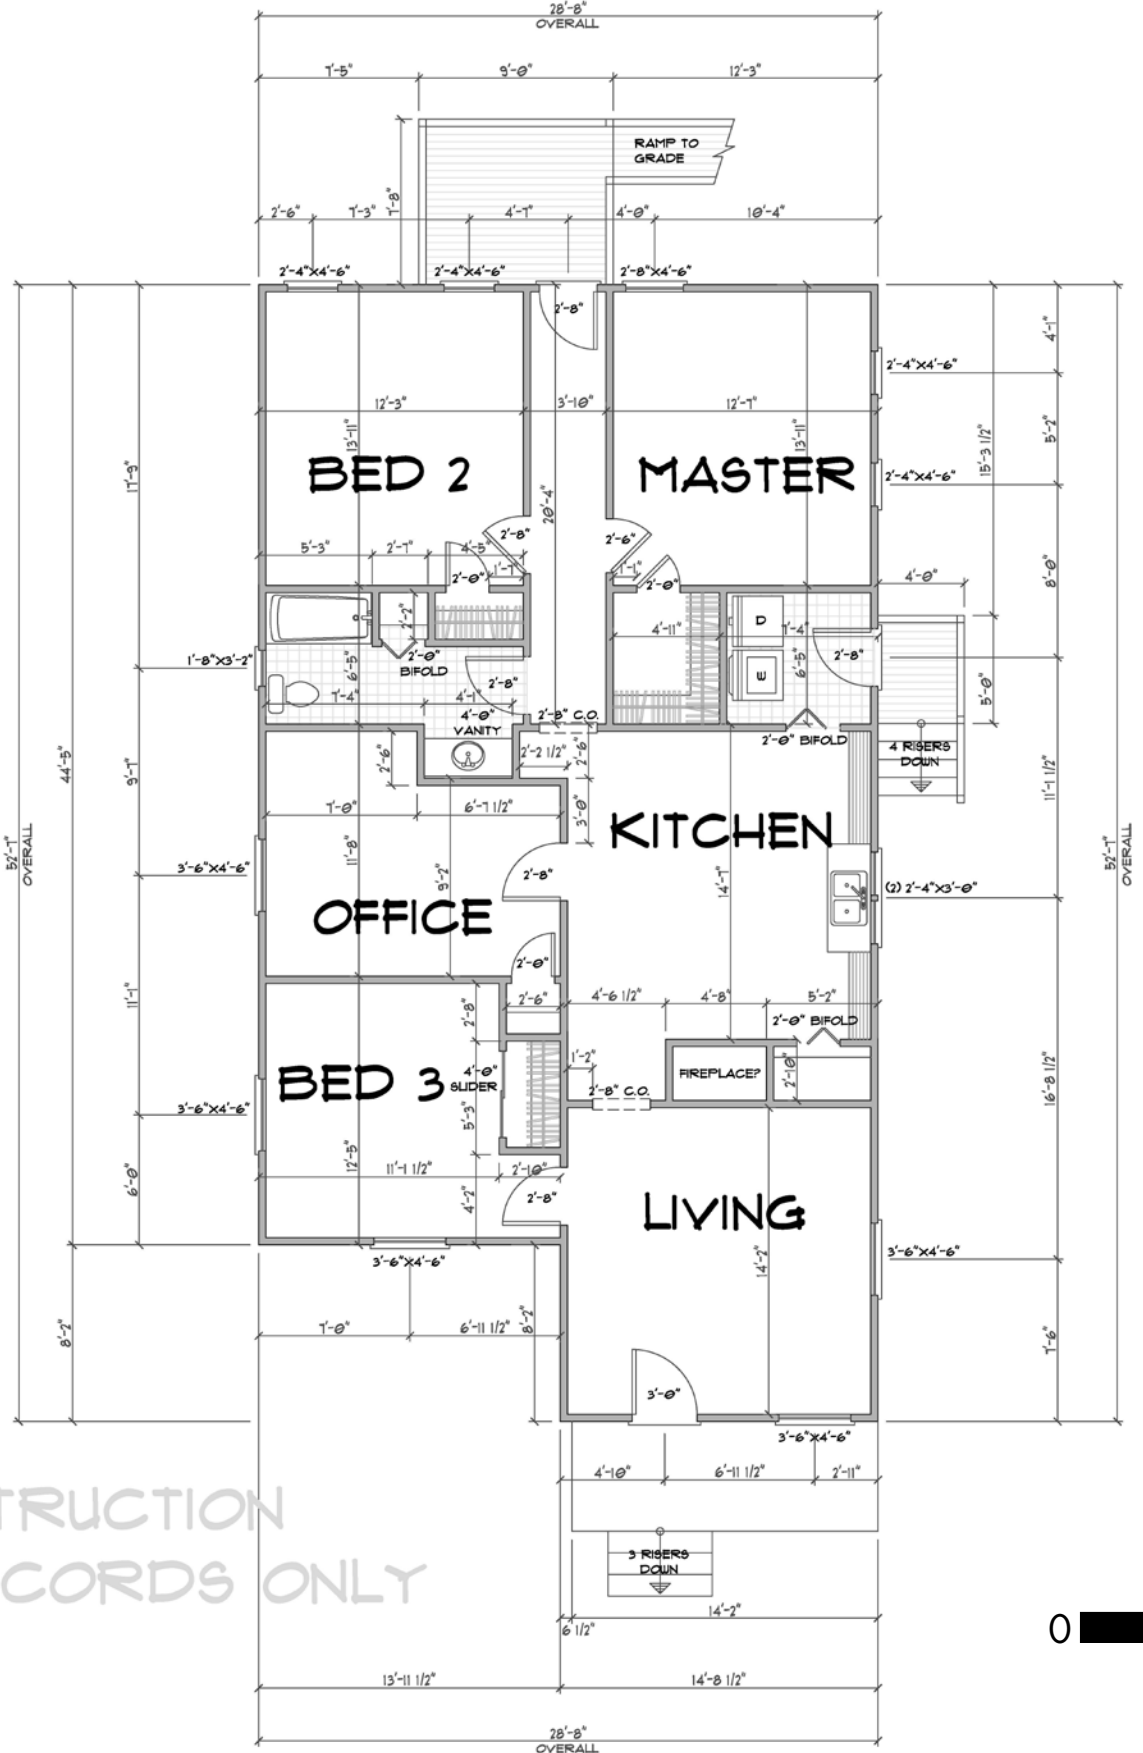 28'-8"
OVERALL
7'-5" 9'-0" 12'-3"
RAMP TO
GRADE
7'-8"
2'-6" 7'-3" 4'-7" 4'-0" 10'-4"
2'-4"X4'-6" 2'-4"X4'-6" 2'-8"X4'-6"
2'-8"
4'-1"
2'-4"X4'-6"
12'-3" 3'-10" 12'-7"
13'-11" 13'-11"
15'-3 1/2"
5'-2"
BED 2 MASTER
17'-9"
2'-4"X4'-6"
20'-4"
2'-8" 2'-6"
5'-3" 2'-7" 4'-5"
1'-7" 1'-1"
2'-0" 2'-0"
4'-0"
8'-0"
2'-2"
D
4'-11" 7'-4"
2'-0"
BIFOLD
1'-8"X3'-2"
6'-5" 6'-5"
2'-8"
2'-8"
E
7'-4" 4'-1"
5'-0"
4'-0"
VANITY
2'-8" C.O.
2'-0" BIFOLD
4 RISERS
DOWN
2'-6" 2'-2 1/2" 2'-6"
44'-5"
9'-7"
11'-1 1/2"
7'-0" 6'-7 1/2"
3'-0"
KITCHEN
52'-7"
OVERALL
52'-7"
OVERALL
11'-8"
3'-6"X4'-6"
9'-2"
2'-8"
14'-7"
(2) 2'-4"X3'-0"
OFFICE
2'-0"
11'-1"
2'-6"
4'-6 1/2" 4'-8" 5'-2"
2'-8"
2'-0" BIFOLD
1'-2"
FIREPLACE?
2'-10"
4'-0"
SLIDER
BED 3
2'-8" C.O.
16'-8 1/2"
3'-6"X4'-6"
5'-3"
12'-5"
11'-1 1/2" 2'-10"
6'-0"
4'-2"
2'-8"
LIVING
14'-2"
3'-6"X4'-6"
3'-6"X4'-6"
7'-0" 6'-11 1/2"
8'-2"
8'-2"
7'-6"
3'-0"
3'-6"X4'-6"
4'-10" 6'-11 1/2" 2'-11"
TRUCTION
CORDS ONLY
3 RISERS
DOWN
14'-2"
6 1/2"
0
13'-11 1/2" 14'-8 1/2"
28'-8"
OVERALL